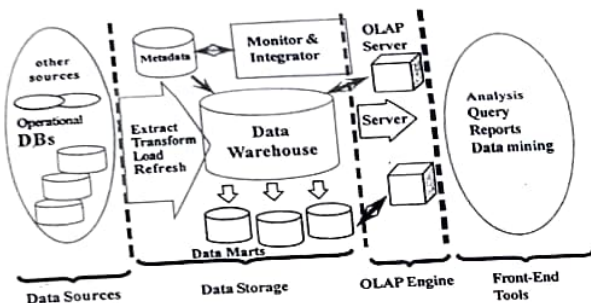 other
sources
Operational
DBs
Metadata
Monitor &
Integrator
OLAP
Server
Extract
Transform
Load
Refresh
Data
Warehouse
Server
Analysis
Query
Reports
Data mining
Data Marts
Data Sources
Data Storage
OLAP Engine
Front-End
Tools